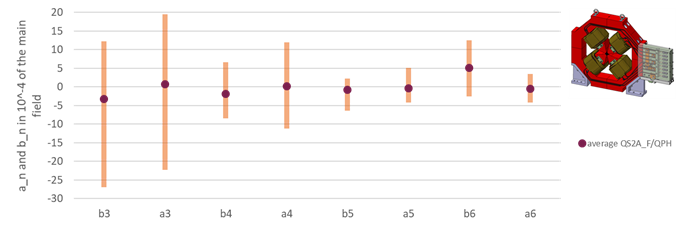 a_n and b_n in 10^-4 of the main
field
20
15
10
5
0
-5
-10
-15
-20
-25
-30
b3 a3 b4 a4 b5 a5 b6 a6
average QS2A_F/QPH